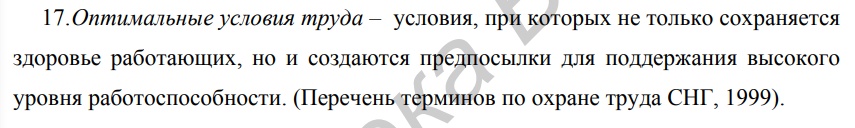 17.Оптимальные условия труда – условия, при которых не только сохраняется
здоровье работающих, но и создаются предпосылки для поддержания высокого
уровня работоспособности. (Перечень терминов по охране труда СНГ, 1999).